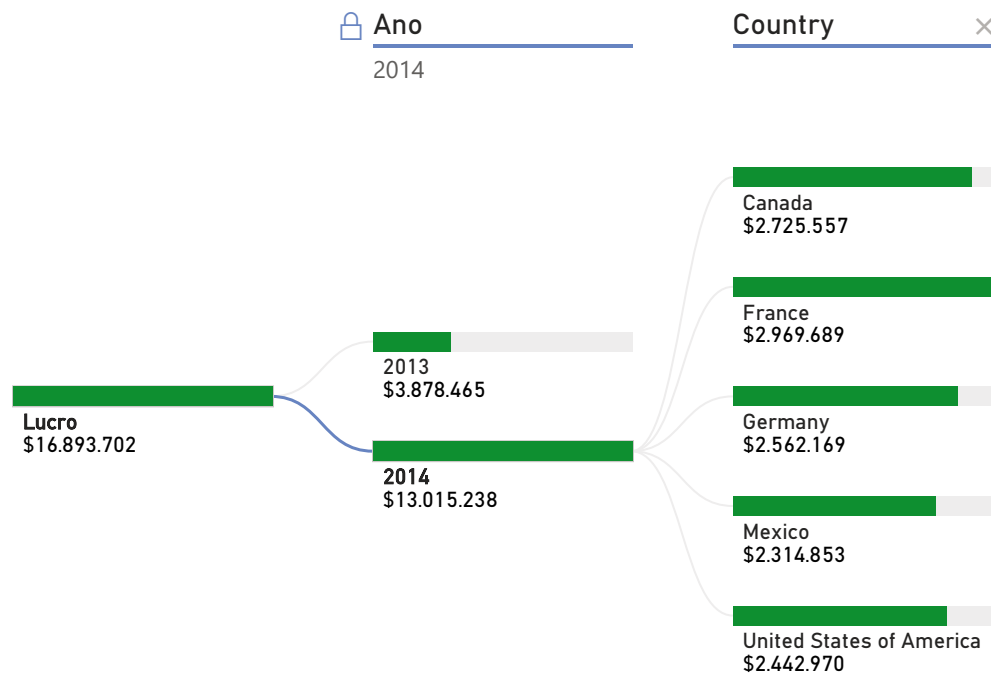 Ano
2014
Country
Lucro
$16.893.702
2013
$3.878.465
2014
$13.015.238
Canada
$2.725.557
France
$2.969.689
Germany
$2.562.169
Mexico
$2.314.853
United States of America
$2.442.970